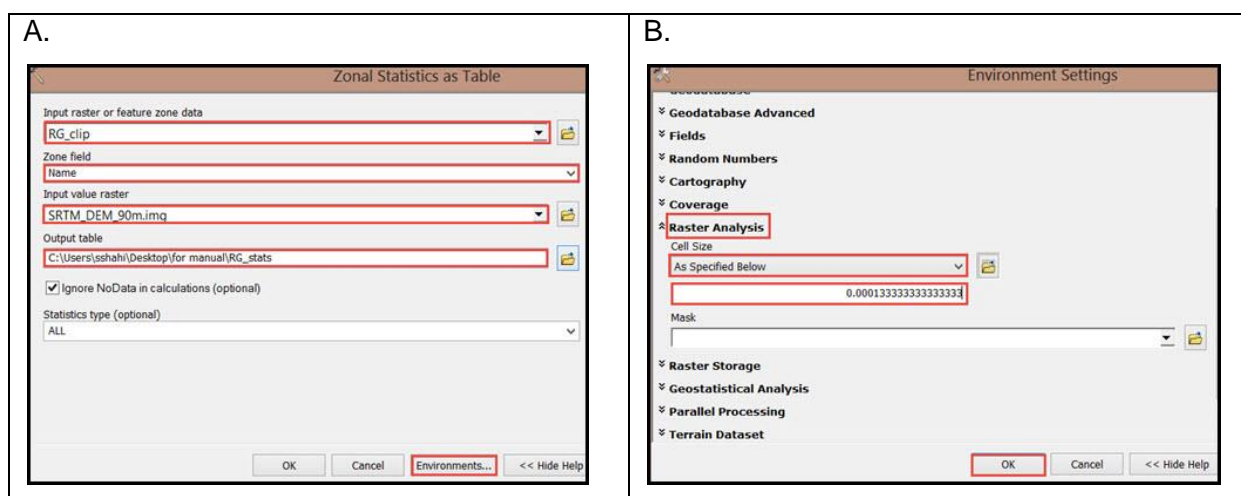 A.
Zonal Statistics as Table
Input raster or feature zone data
RG_clip
Zone field
Name
Input value raster
SRTM_DEM_90m.img
Output table
C:\Users\sshahi\Desktop\for manual\RG_stats
Ignore NoData in calculations (optional)
Statistics type (optional)
ALL
OK Cancel Environments... << Hide Help
B.
Environment Settings
Geodatabase
Geodatabase Advanced
Fields
Random Numbers
Cartography
Coverage
Raster Analysis
Cell Size
As Specified Below
0.000133333333333333
Mask
Raster Storage
Geostatistical Analysis
Parallel Processing
Terrain Dataset
OK Cancel << Hide Help